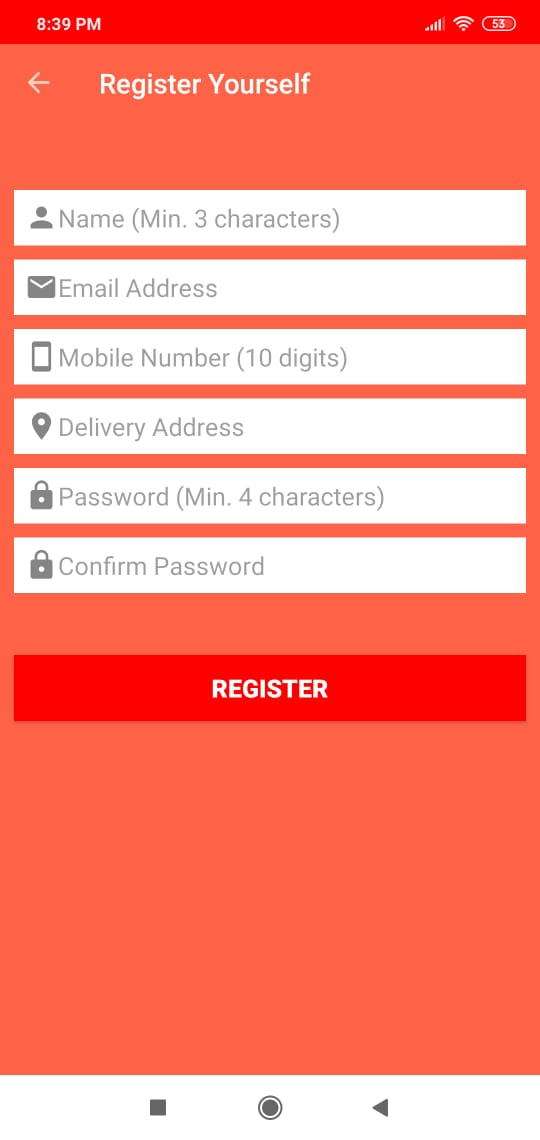 8:39 PM
53
Register Yourself
Name (Min. 3 characters)
Email Address
Mobile Number (10 digits)
Delivery Address
Password (Min. 4 characters)
Confirm Password
REGISTER